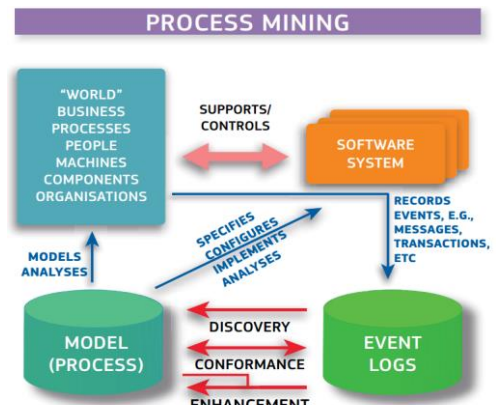 PROCESS MINING
"WORLD"
BUSINESS
PROCESSES
PEOPLE
MACHINES
COMPONENTS
ORGANISATIONS
SUPPORTS/
CONTROLS
SOFTWARE
SYSTEM
RECORDS
EVENTS, E.G.,
MESSAGES,
TRANSACTIONS,
ETC
SPECIFIES
CONFIGURES
IMPLEMENTS
ANALYSES
MODELS
ANALYSES
MODEL
(PROCESS)
DISCOVERY
CONFORMANCE
ENHANCEMENT
EVENT
LOGS